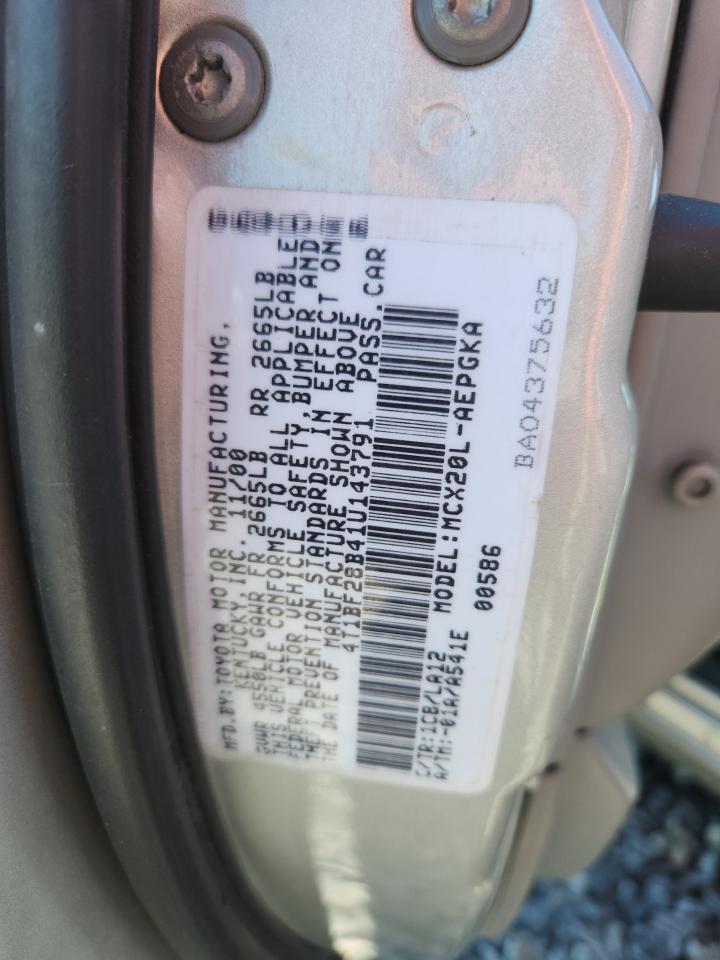 MFD.BY:TOYOTA MOTOR MANUFACTURING,
KENTUCKY,INC. 11/00
GVWR 4550LB GAWR FR 2665LB RR 2665LB
THIS VEHICLE CONFORMS TO ALL APPLICABLE
FEDERAL MOTOR VEHICLE SAFETY,BUMPER AND
THEFT PREVENTION STANDARDS IN EFFECT ON
THE DATE OF MANUFACTURE SHOWN ABOVE
4T1BF28B41U143791 PASS.CAR
C/TR:1CB/LA12 MODEL:MCX20L-AEPGKA
A/TM:-01A/A541E 00586
BA04375632